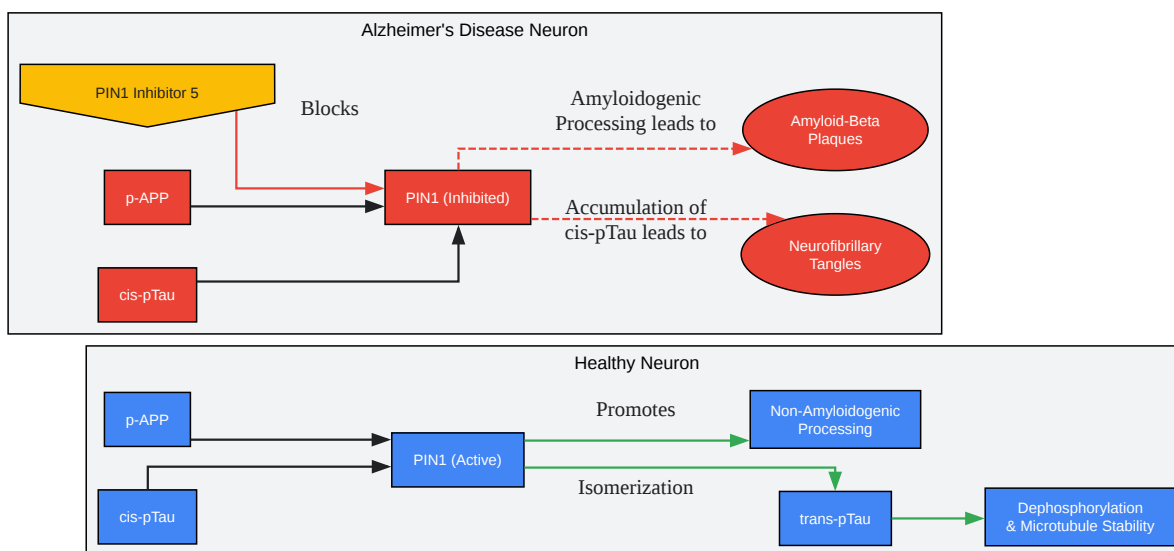 Alzheimer's Disease Neuron
PIN1 Inhibitor 5
Blocks
Amyloidogenic
Processing leads to
Amyloid-Beta
Plaques
p-APP
PIN1 (Inhibited)
Accumulation of
cis-pTau leads to
Neurofibrillary
Tangles
cis-pTau
Healthy Neuron
p-APP
Promotes
Non-Amyloidogenic
Processing
PIN1 (Active)
Isomerization
cis-pTau
trans-pTau
Dephosphorylation
& Microtubule Stability